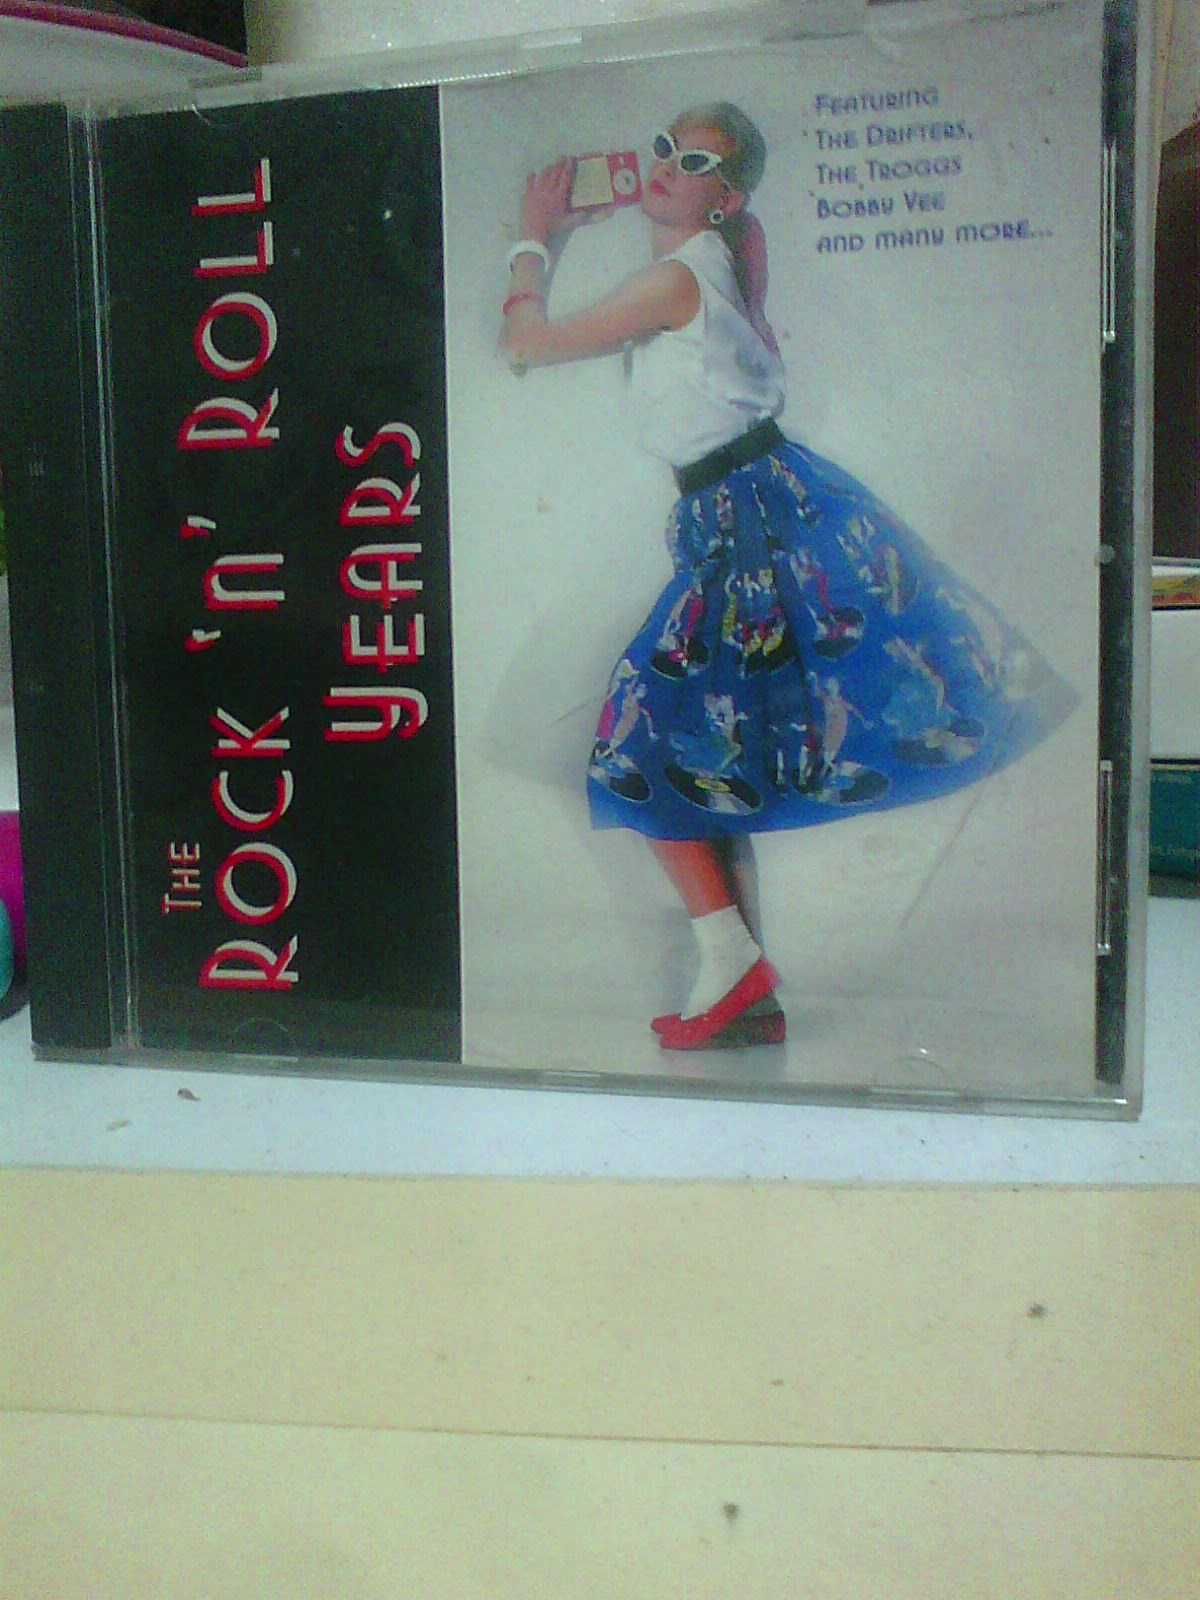 THE
ROCK 'N' ROLL
YEARS
FEATURING
THE DRIFTERS,
THE TROGGS
BOBBY VEE
AND MANY MORE...